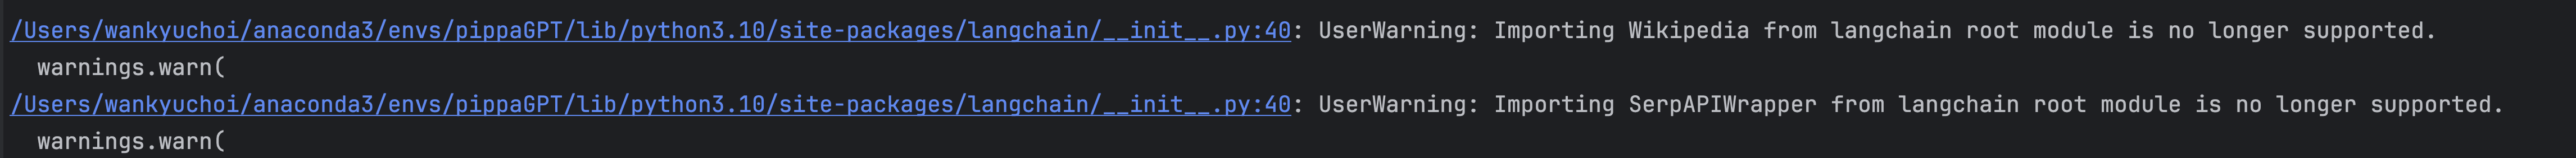 /Users/wankyuchoi/anaconda3/envs/pippaGPT/lib/python3.10/site-packages/langchain/__init__.py:40: UserWarning: Importing Wikipedia from langchain root module is no longer supported.
  warnings.warn(
/Users/wankyuchoi/anaconda3/envs/pippaGPT/lib/python3.10/site-packages/langchain/__init__.py:40: UserWarning: Importing SerpAPIWrapper from langchain root module is no longer supported.
  warnings.warn(